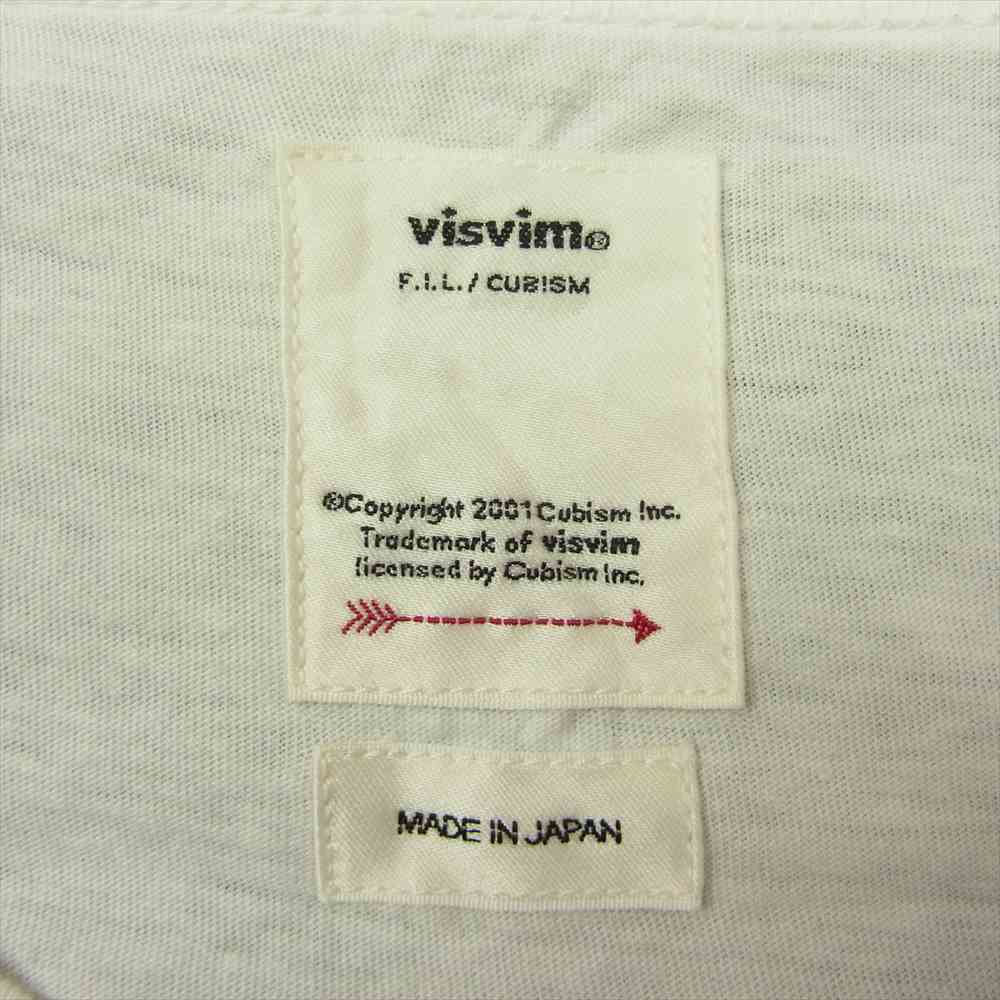 visvim®
F.I.L. / CUBISM
©Copyright 2001 Cubism Inc.
Trademark of visvim
licensed by Cubism Inc.
MADE IN JAPAN